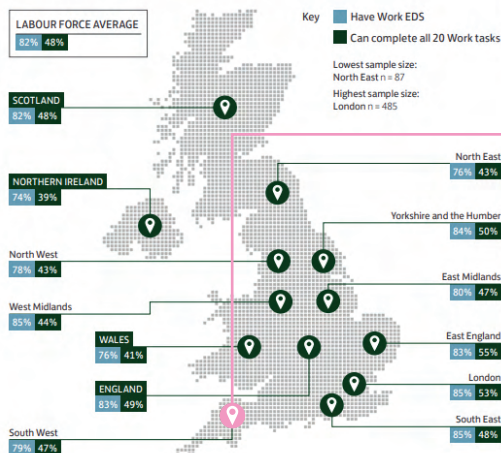 LABOUR FORCE AVERAGE
82% 48%
Key
Have Work EDS
Can complete all 20 Work tasks
Lowest sample size:
North East n = 87
Highest sample size:
London n = 485
SCOTLAND
82% 48%
North East
76% 43%
NORTHERN IRELAND
74% 39%
Yorkshire and the Humber
84% 50%
North West
78% 43%
East Midlands
80% 47%
West Midlands
85% 44%
WALES
76% 41%
East England
83% 55%
ENGLAND
83% 49%
London
85% 53%
South West
79% 47%
South East
85% 48%